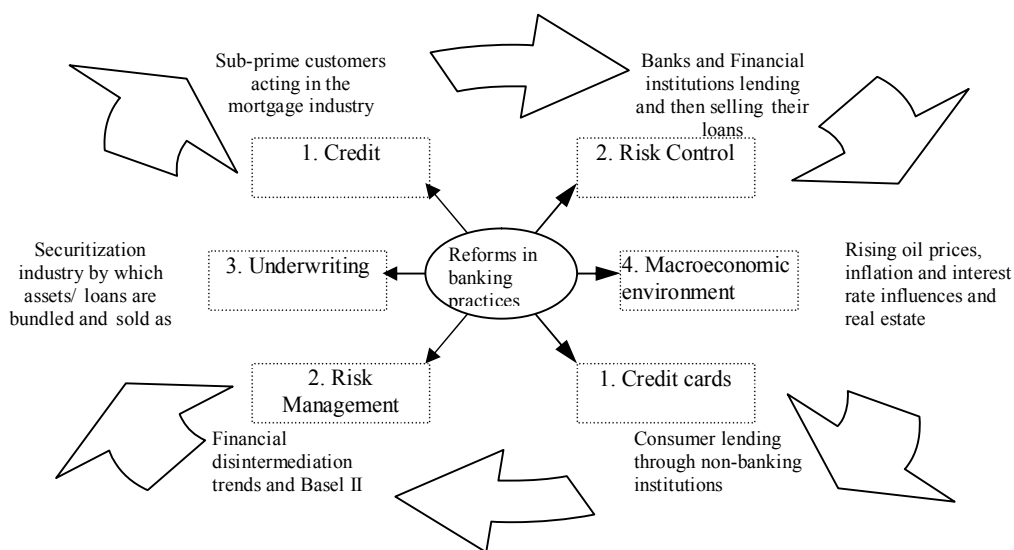 Sub-prime customers
acting in the
mortgage industry
Banks and Financial
institutions lending
and then selling their
loans
1. Credit
2. Risk Control
Securitization
industry by which
assets/ loans are
bundled and sold as
3. Underwriting
Reforms in
banking
practices
4. Macroeconomic
environment
Rising oil prices,
inflation and interest
rate influences and
real estate
2. Risk
Management
1. Credit cards
Financial
disintermediation
trends and Basel II
Consumer lending
through non-banking
institutions